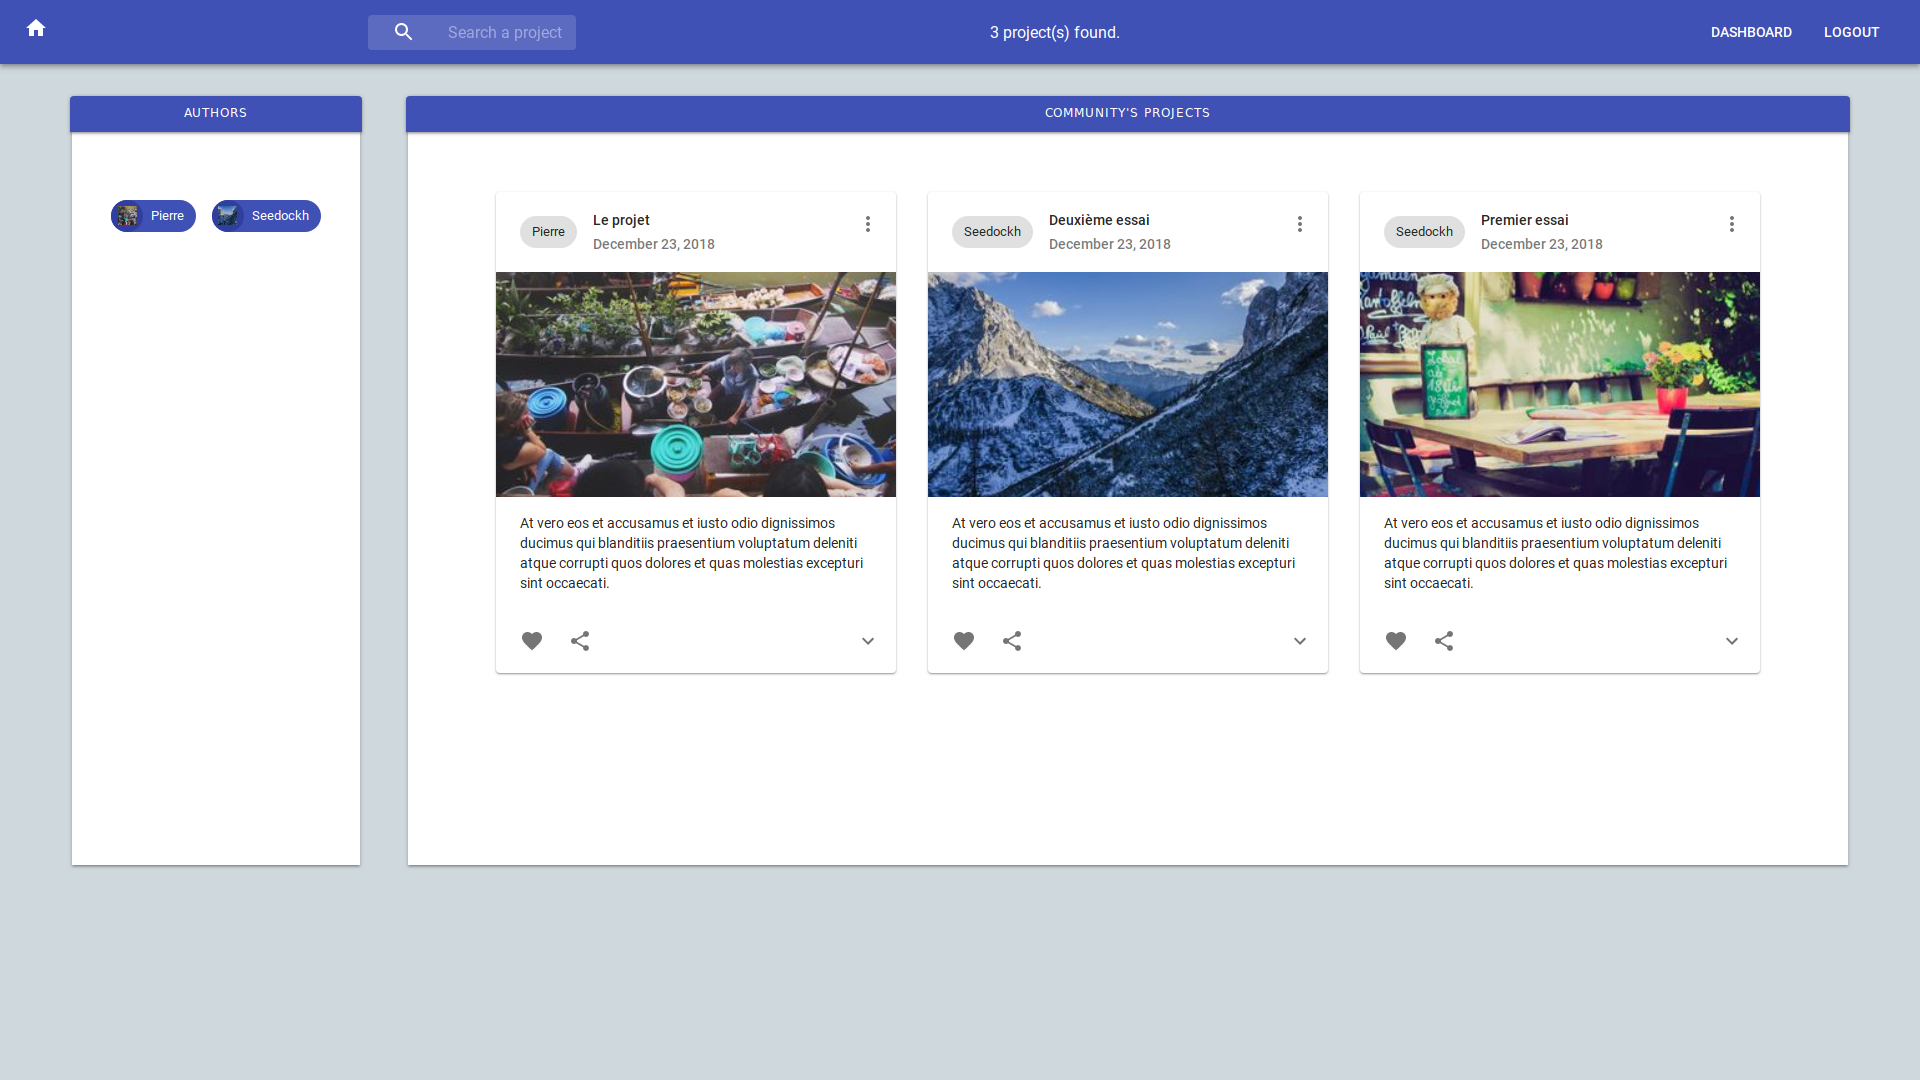 Search a project
3 project(s) found.
DASHBOARD
LOGOUT
AUTHORS
Pierre
Seedockh
COMMUNITY'S PROJECTS
Pierre
Le projet
December 23, 2018
At vero eos et accusamus et iusto odio dignissimos
ducimus qui blanditiis praesentium voluptatum deleniti
atque corrupti quos dolores et quas molestias excepturi
sint occaecati.
Seedockh
Deuxième essai
December 23, 2018
At vero eos et accusamus et iusto odio dignissimos
ducimus qui blanditiis praesentium voluptatum deleniti
atque corrupti quos dolores et quas molestias excepturi
sint occaecati.
Seedockh
Premier essai
December 23, 2018
Lokal
ab
At vero eos et accusamus et iusto odio dignissimos
ducimus qui blanditiis praesentium voluptatum deleniti
atque corrupti quos dolores et quas molestias excepturi
sint occaecati.